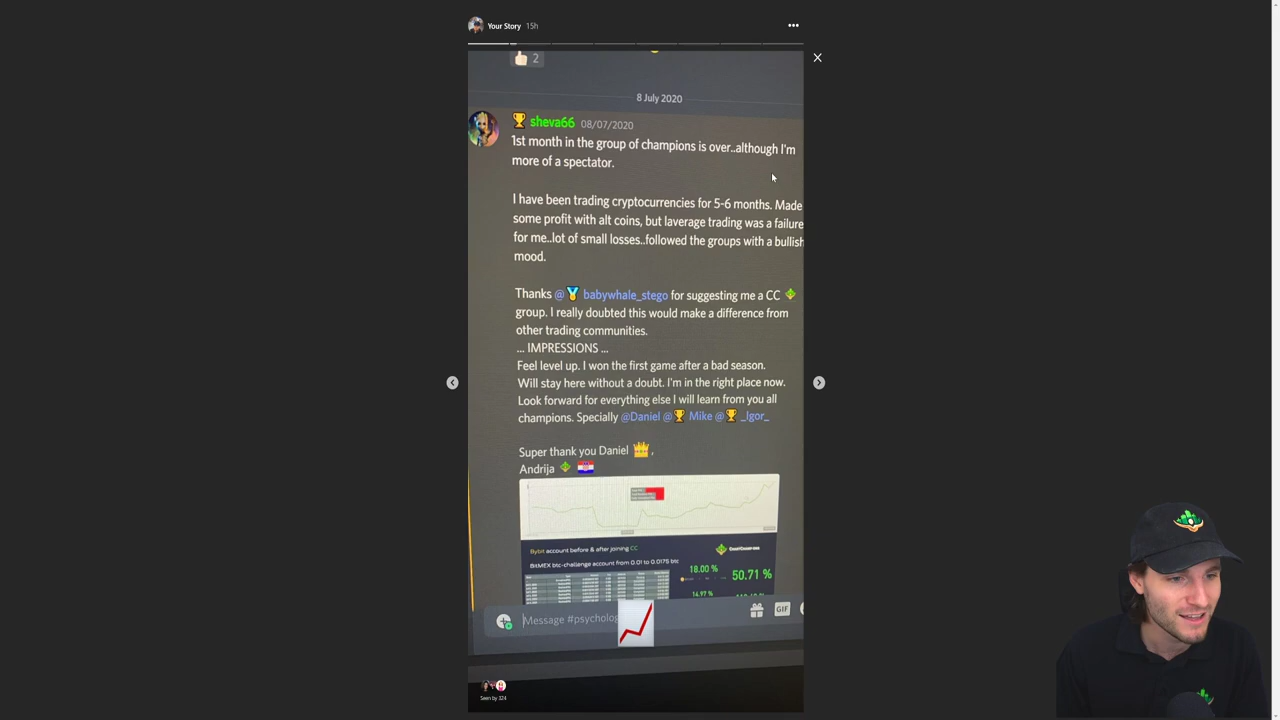 Your Story 15h
2
8 July 2020
sheva66 08/07/2020
1st month in the group of champions is over..although I'm
more of a spectator.
I have been trading cryptocurrencies for 5-6 months. Made
some profit with alt coins, but laverage trading was a failure
for me..lot of small losses..followed the groups with a bullish
mood.
Thanks @ babywhale_stego for suggesting me a CC
group. I really doubted this would make a difference from
other trading communities.
... IMPRESSIONS ...
Feel level up. I won the first game after a bad season.
Will stay here without a doubt. I'm in the right place now.
Look forward for everything else I will learn from you all
champions. Specially @Daniel @ Mike @ _Igor_
Super thank you Daniel ,
Andrija
Bybit account before & after joining CC
BitMEX btc-challenge account from 0.01 to 0.0175 btc
18.00 %
50.71 %
14.97 %
Message #psycholog
GIF
Seen by 324